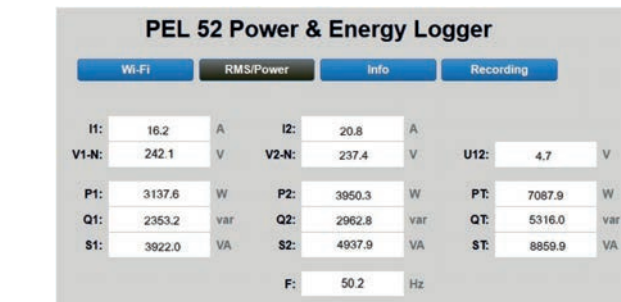 PEL 52 Power & Energy Logger
Wi-Fi RMS/Power Info Recording
I1: 16.2 A I2: 20.8 A
V1-N: 242.1 V V2-N: 237.4 V U12: 4.7 V
P1: 3137.6 W P2: 3950.3 W PT: 7087.9 W
Q1: 2353.2 var Q2: 2962.8 var QT: 5316.0 var
S1: 3922.0 VA S2: 4937.9 VA ST: 8859.9 VA
F: 50.2 Hz